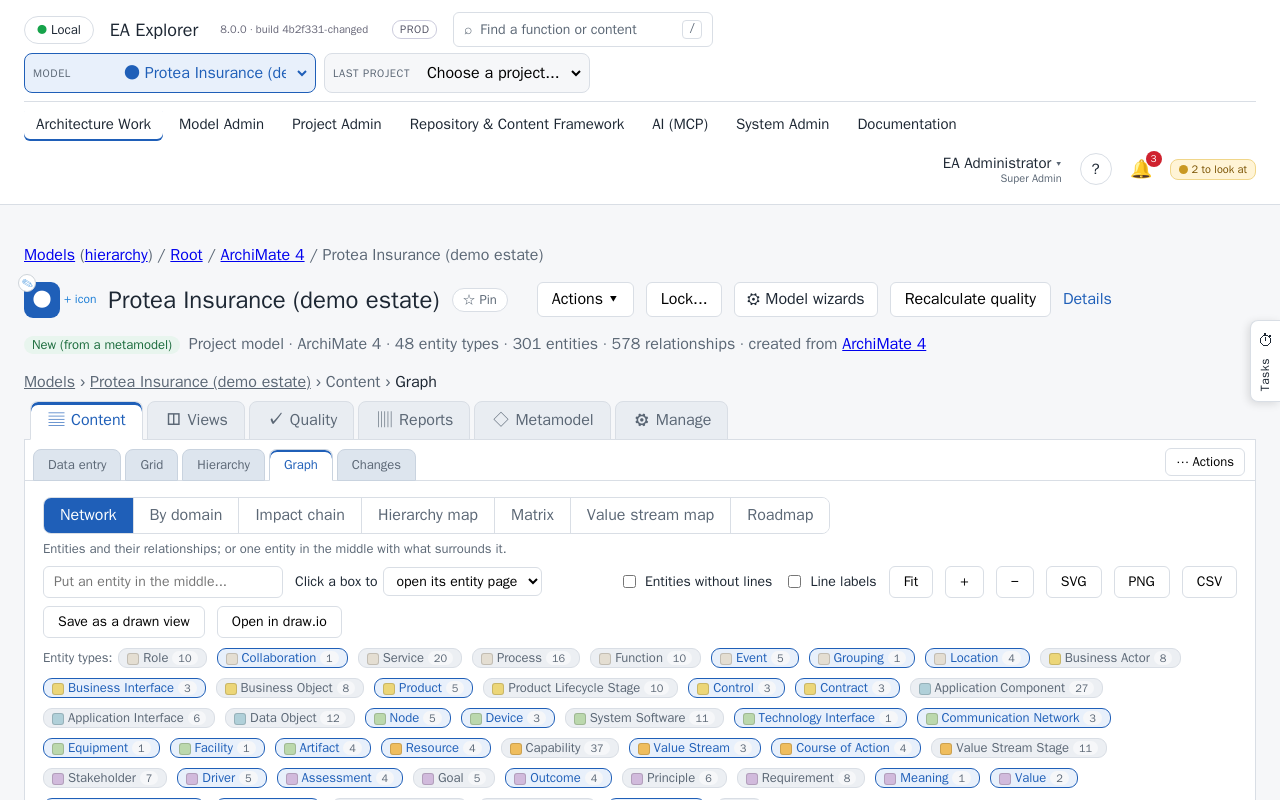 Local
EA Explorer
8.0.0 · build 4b2f331-changed
PROD
Find a function or content
/
MODEL
Protea Insurance (de
LAST PROJECT
Choose a project...
Architecture Work
Model Admin
Project Admin
Repository & Content Framework
AI (MCP)
System Admin
Documentation
EA Administrator
Super Admin
?
3
2 to look at
Models (hierarchy) / Root / ArchiMate 4 / Protea Insurance (demo estate)
+ icon
Protea Insurance (demo estate)
☆ Pin
Actions ▾
Lock...
⚙ Model wizards
Recalculate quality
Details
New (from a metamodel)
Project model · ArchiMate 4 · 48 entity types · 301 entities · 578 relationships · created from ArchiMate 4
Tasks
Models › Protea Insurance (demo estate) › Content › Graph
Content
Views
Quality
Reports
Metamodel
Manage
Data entry
Grid
Hierarchy
Graph
Changes
··· Actions
Network
By domain
Impact chain
Hierarchy map
Matrix
Value stream map
Roadmap
Entities and their relationships; or one entity in the middle with what surrounds it.
Put an entity in the middle...
Click a box to
open its entity page
Entities without lines
Line labels
Fit
+
−
SVG
PNG
CSV
Save as a drawn view
Open in draw.io
Entity types: Role 10 Collaboration 1 Service 20 Process 16 Function 10 Event 5 Grouping 1 Location 4 Business Actor 8
Business Interface 3 Business Object 8 Product 5 Product Lifecycle Stage 10 Control 3 Contract 3 Application Component 27
Application Interface 6 Data Object 12 Node 5 Device 3 System Software 11 Technology Interface 1 Communication Network 3
Equipment 1 Facility 1 Artifact 4 Resource 4 Capability 37 Value Stream 3 Course of Action 4 Value Stream Stage 11
Stakeholder 7 Driver 5 Assessment 4 Goal 5 Outcome 4 Principle 6 Requirement 8 Meaning 1 Value 2